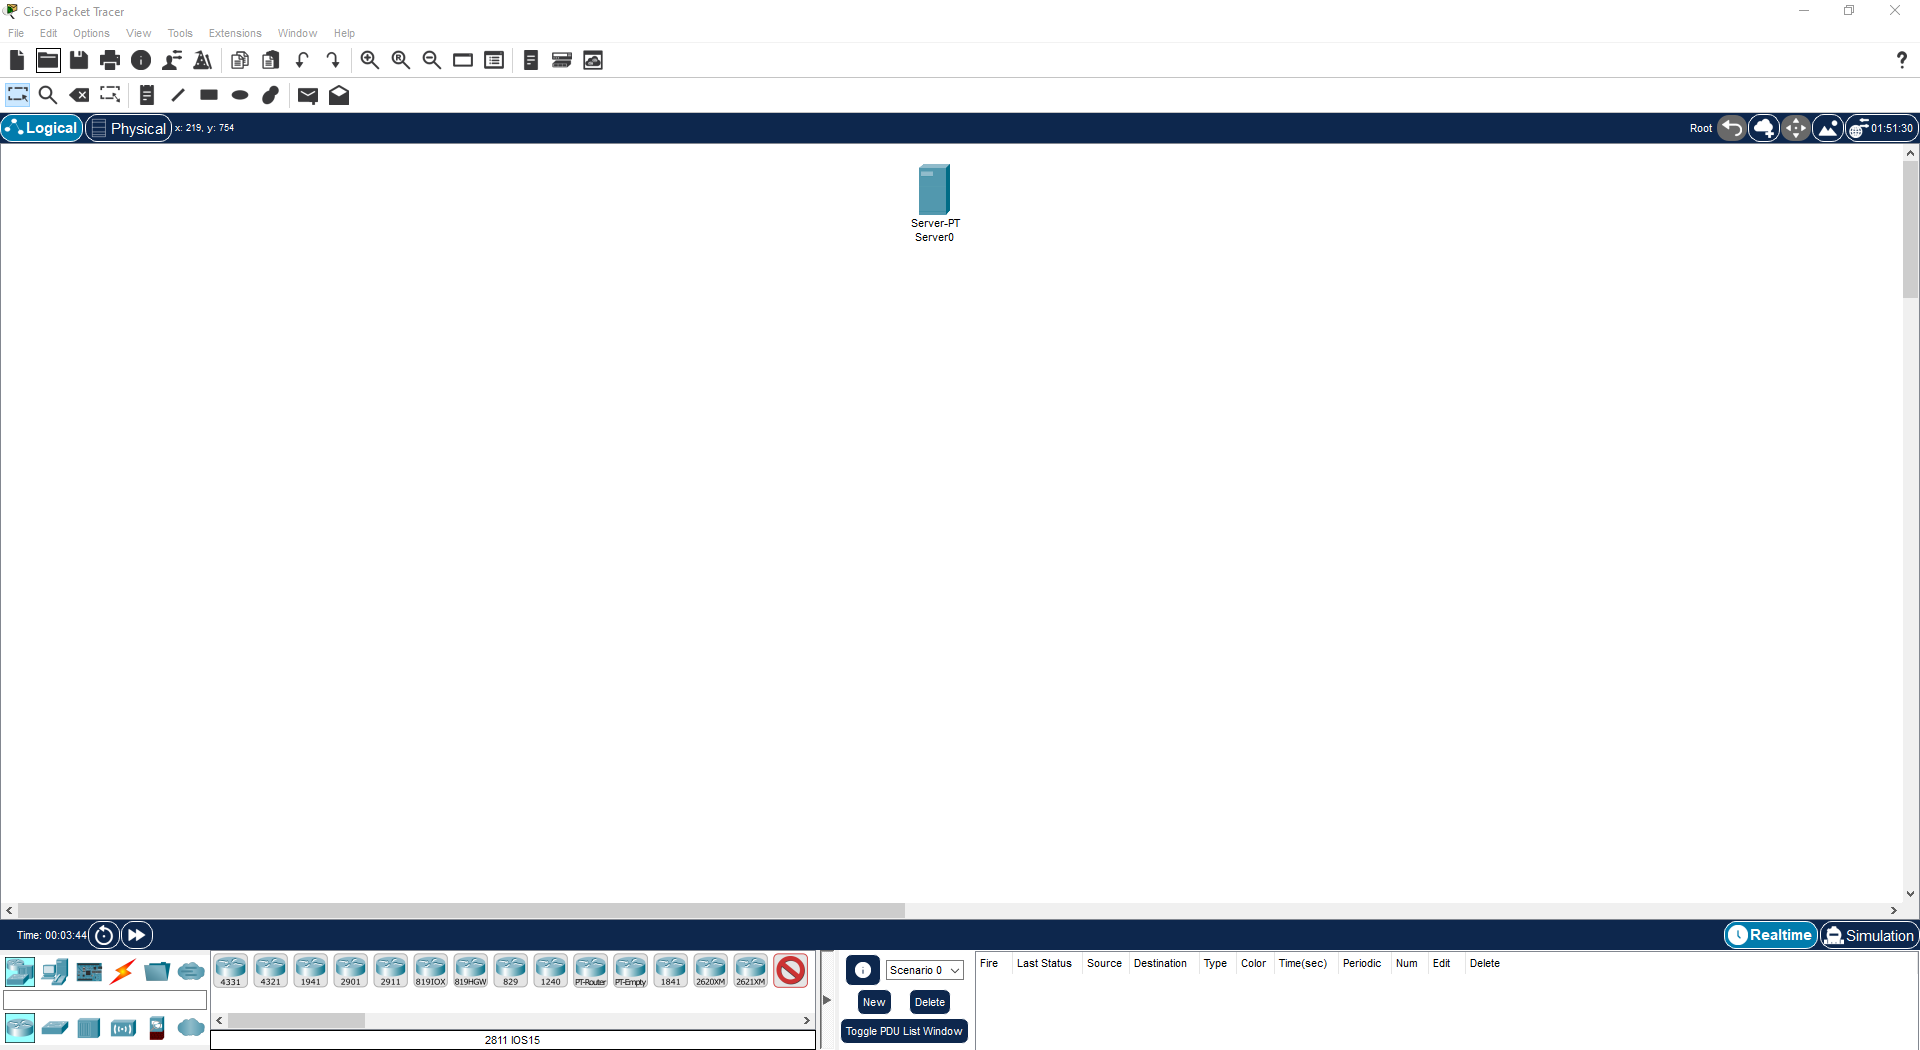 Cisco Packet Tracer
File Edit Options View Tools Extensions Window Help
?
Logical Physical x: 219, y: 754 Root 01:51:30
Server-PT
Server0
Time: 00:03:44 Realtime Simulation
4331 4321 1941 2901 2911 819IOX 819HGW 829 1240 PT-Router PT-Empty 1841 2620XM 2621XM
2811 IOS15
Scenario 0
New Delete
Toggle PDU List Window
Fire Last Status Source Destination Type Color Time(sec) Periodic Num Edit Delete